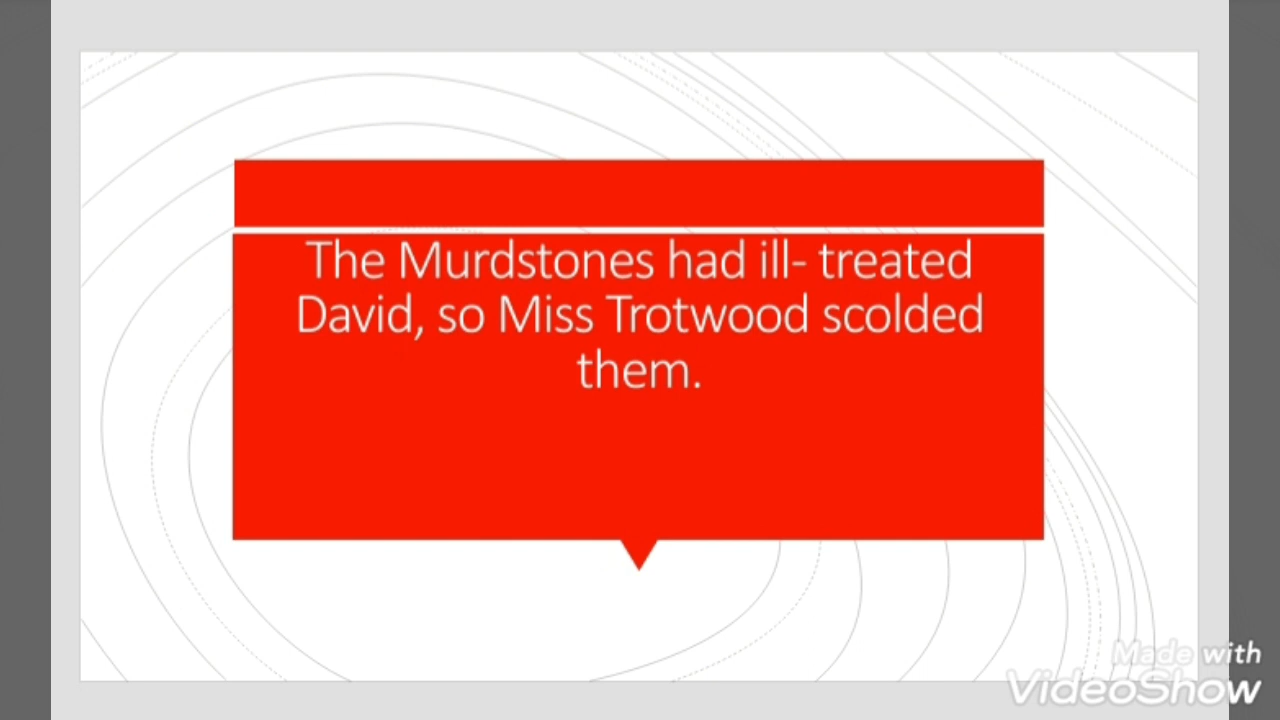 The Murdstones had ill- treated
David, so Miss Trotwood scolded
them.
Made with
VideoShow